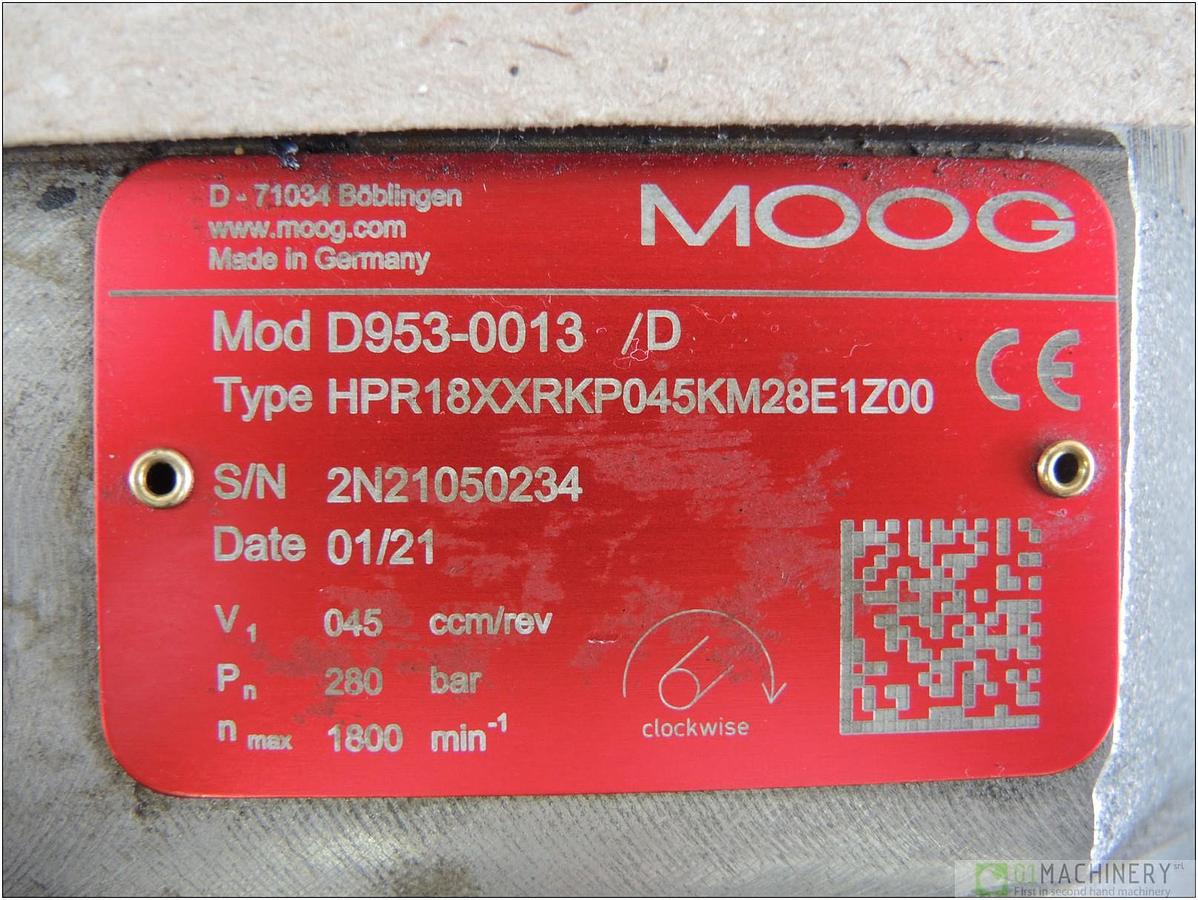 D - 71034 Böblingen
www.moog.com
Made in Germany
MOOG
Mod D953-0013 /D
Type HPR18XXRKP045KM28E1Z00
CE
S/N 2N21050234
Date 01/21
V1 045 ccm/rev
Pn 280 bar
n max 1800 min-1
clockwise
01MACHINERY srl
First in second hand machinery